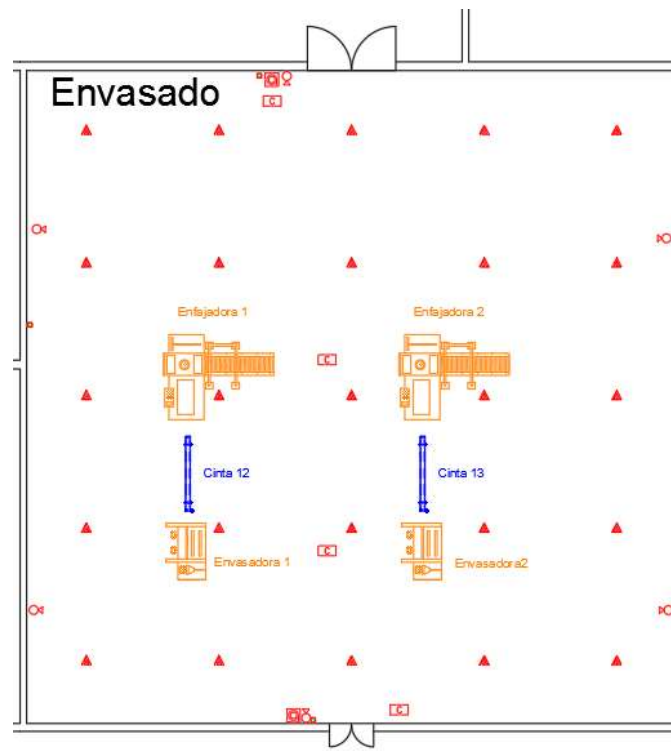 Envasado
C
Enfajadora 1
Enfajadora 2
C
Cinta 12
Cinta 13
C
Envasadora 1
Envasadora2
C